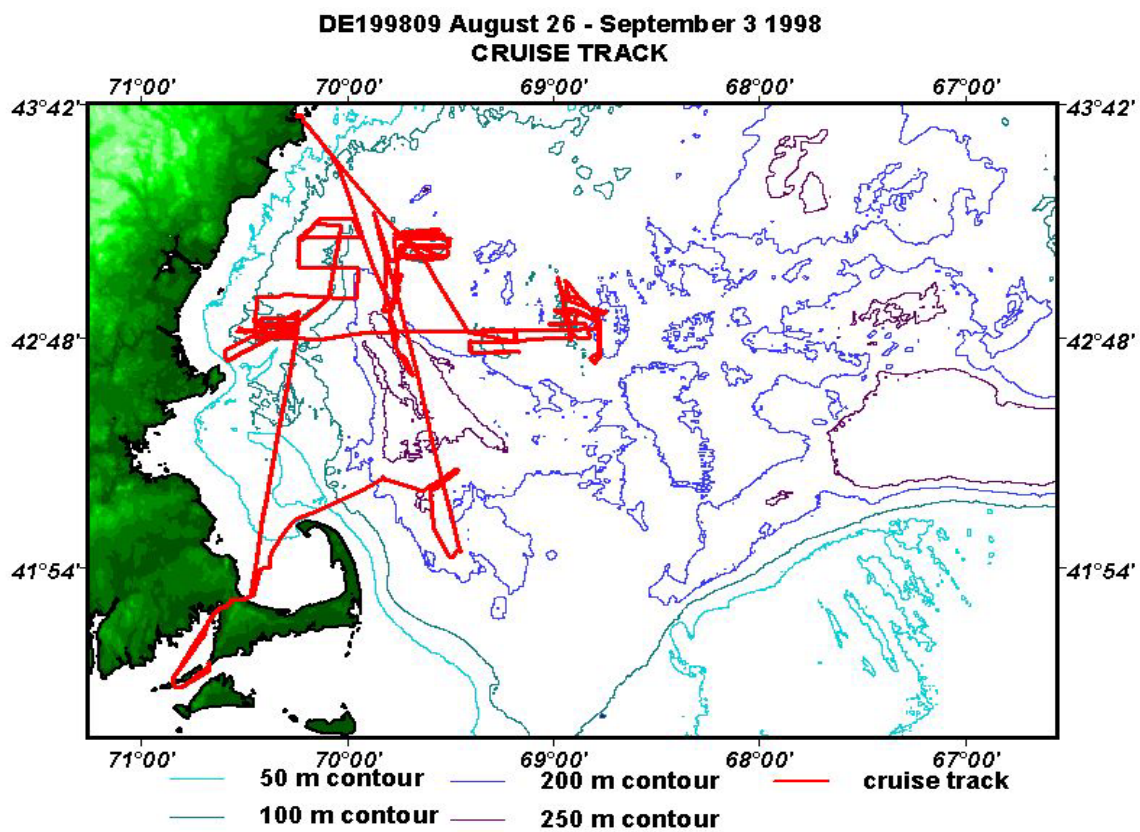 DE199809 August 26 - September 3 1998
CRUISE TRACK
71°00' 70°00' 69°00' 68°00' 67°00'
43°42' 43°42'
42°48' 42°48'
41°54' 41°54'
71°00' 70°00' 69°00' 68°00' 67°00'
50 m contour 200 m contour cruise track
100 m contour 250 m contour